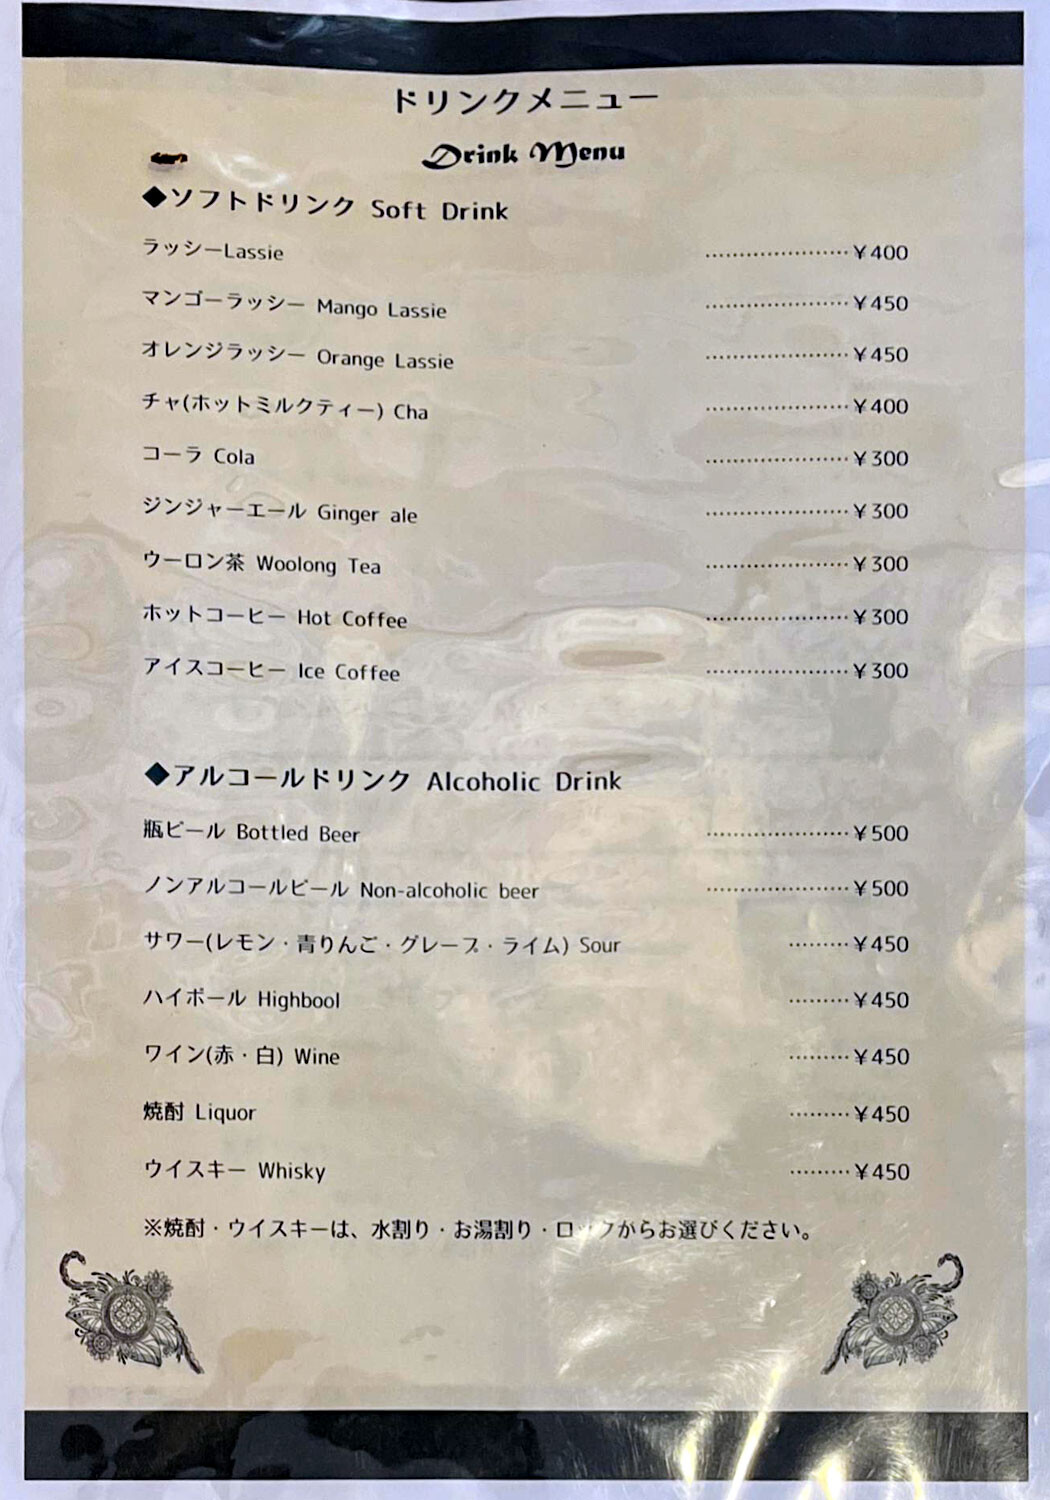 ドリンクメニュー
Drink Menu
◆ソフトドリンク Soft Drink
ラッシーLassie ¥400
マンゴーラッシー Mango Lassie ¥450
オレンジラッシー Orange Lassie ¥450
チャ(ホットミルクティー) Cha ¥400
コーラ Cola ¥300
ジンジャーエール Ginger ale ¥300
ウーロン茶 Woolong Tea ¥300
ホットコーヒー Hot Coffee ¥300
アイスコーヒー Ice Coffee ¥300
◆アルコールドリンク Alcoholic Drink
瓶ビール Bottled Beer ¥500
ノンアルコールビール Non-alcoholic beer ¥500
サワー(レモン・青りんご・グレープ・ライム) Sour ¥450
ハイボール Highbool ¥450
ワイン(赤・白) Wine ¥450
焼酎 Liquor ¥450
ウイスキー Whisky ¥450
※焼酎・ウイスキーは、水割り・お湯割り・ロックからお選びください。